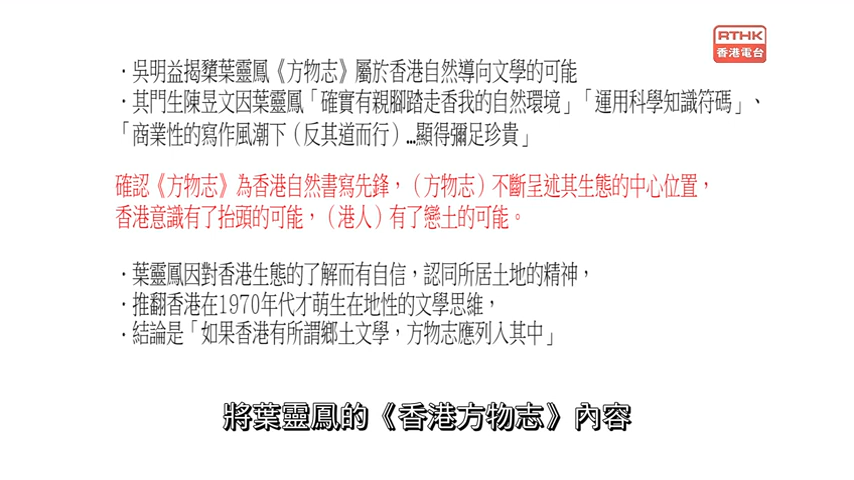 RTHK
香港電台
．吳明益揭櫫葉靈鳳《方物志》屬於香港自然導向文學的可能
．其門生陳昱文因葉靈鳳「確實有親腳踏走香我的自然環境」「運用科學知識符碼」、
「商業性的寫作風潮下（反其道而行）…顯得彌足珍貴」
確認《方物志》為香港自然書寫先鋒，（方物志）不斷呈述其生態的中心位置，
香港意識有了抬頭的可能，（港人）有了戀土的可能。
．葉靈鳳因對香港生態的了解而有自信，認同所居土地的精神，
．推翻香港在1970年代才萌生在地性的文學思維，
．結論是「如果香港有所謂鄉土文學，方物志應列入其中」
將葉靈鳳的《香港方物志》內容